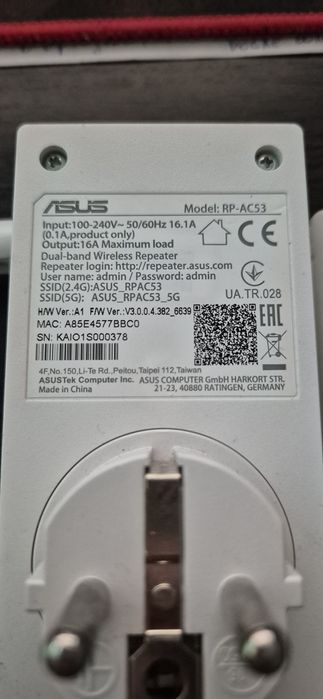 ASUS Model: RP-AC53
Input:100-240V~ 50/60Hz 16.1A
(0.1A,product only)
Output:16A Maximum load
Dual-band Wireless Repeater
Repeater login: http://repeater.asus.com
User name: admin / Password: admin
SSID(2.4G):ASUS_RPAC53
SSID(5G): ASUS_RPAC53_5G
CE
UA.TR.028
H/W Ver.:A1 F/W Ver.:V3.0.0.4.382_6639
MAC: A85E4577BBC0
SN: KAIO1S000378
EAC
4F,No.150,Li-Te Rd.,Peitou,Taipei 112,Taiwan
ASUSTek Computer Inc. ASUS COMPUTER GmbH HARKORT STR.
Made in China 21-23, 40880 RATINGEN, GERMANY